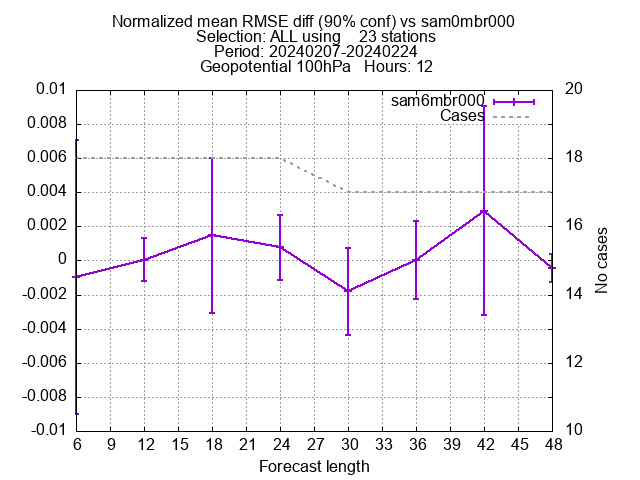 Normalized mean RMSE diff (90% conf) vs sam0mbr000
Selection: ALL using    23 stations
Period: 20240207-20240224
Geopotential 100hPa   Hours: 12
sam6mbr000
Cases
0.01
0.008
0.006
0.004
0.002
0
-0.002
-0.004
-0.006
-0.008
-0.01
20
18
16
14
12
10
No cases
6 9 12 15 18 21 24 27 30 33 36 39 42 45 48
Forecast length